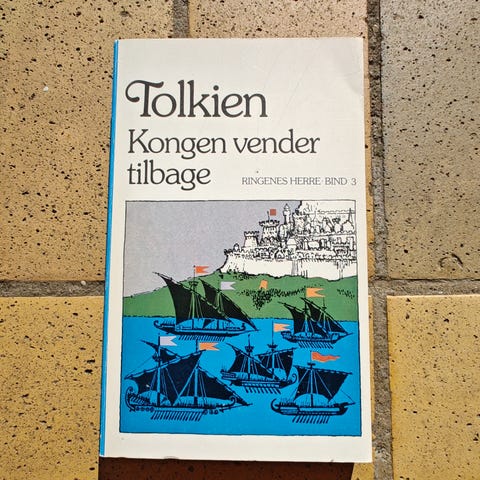 Tolkien
Kongen vender
tilbage
RINGENES HERRE BIND 3